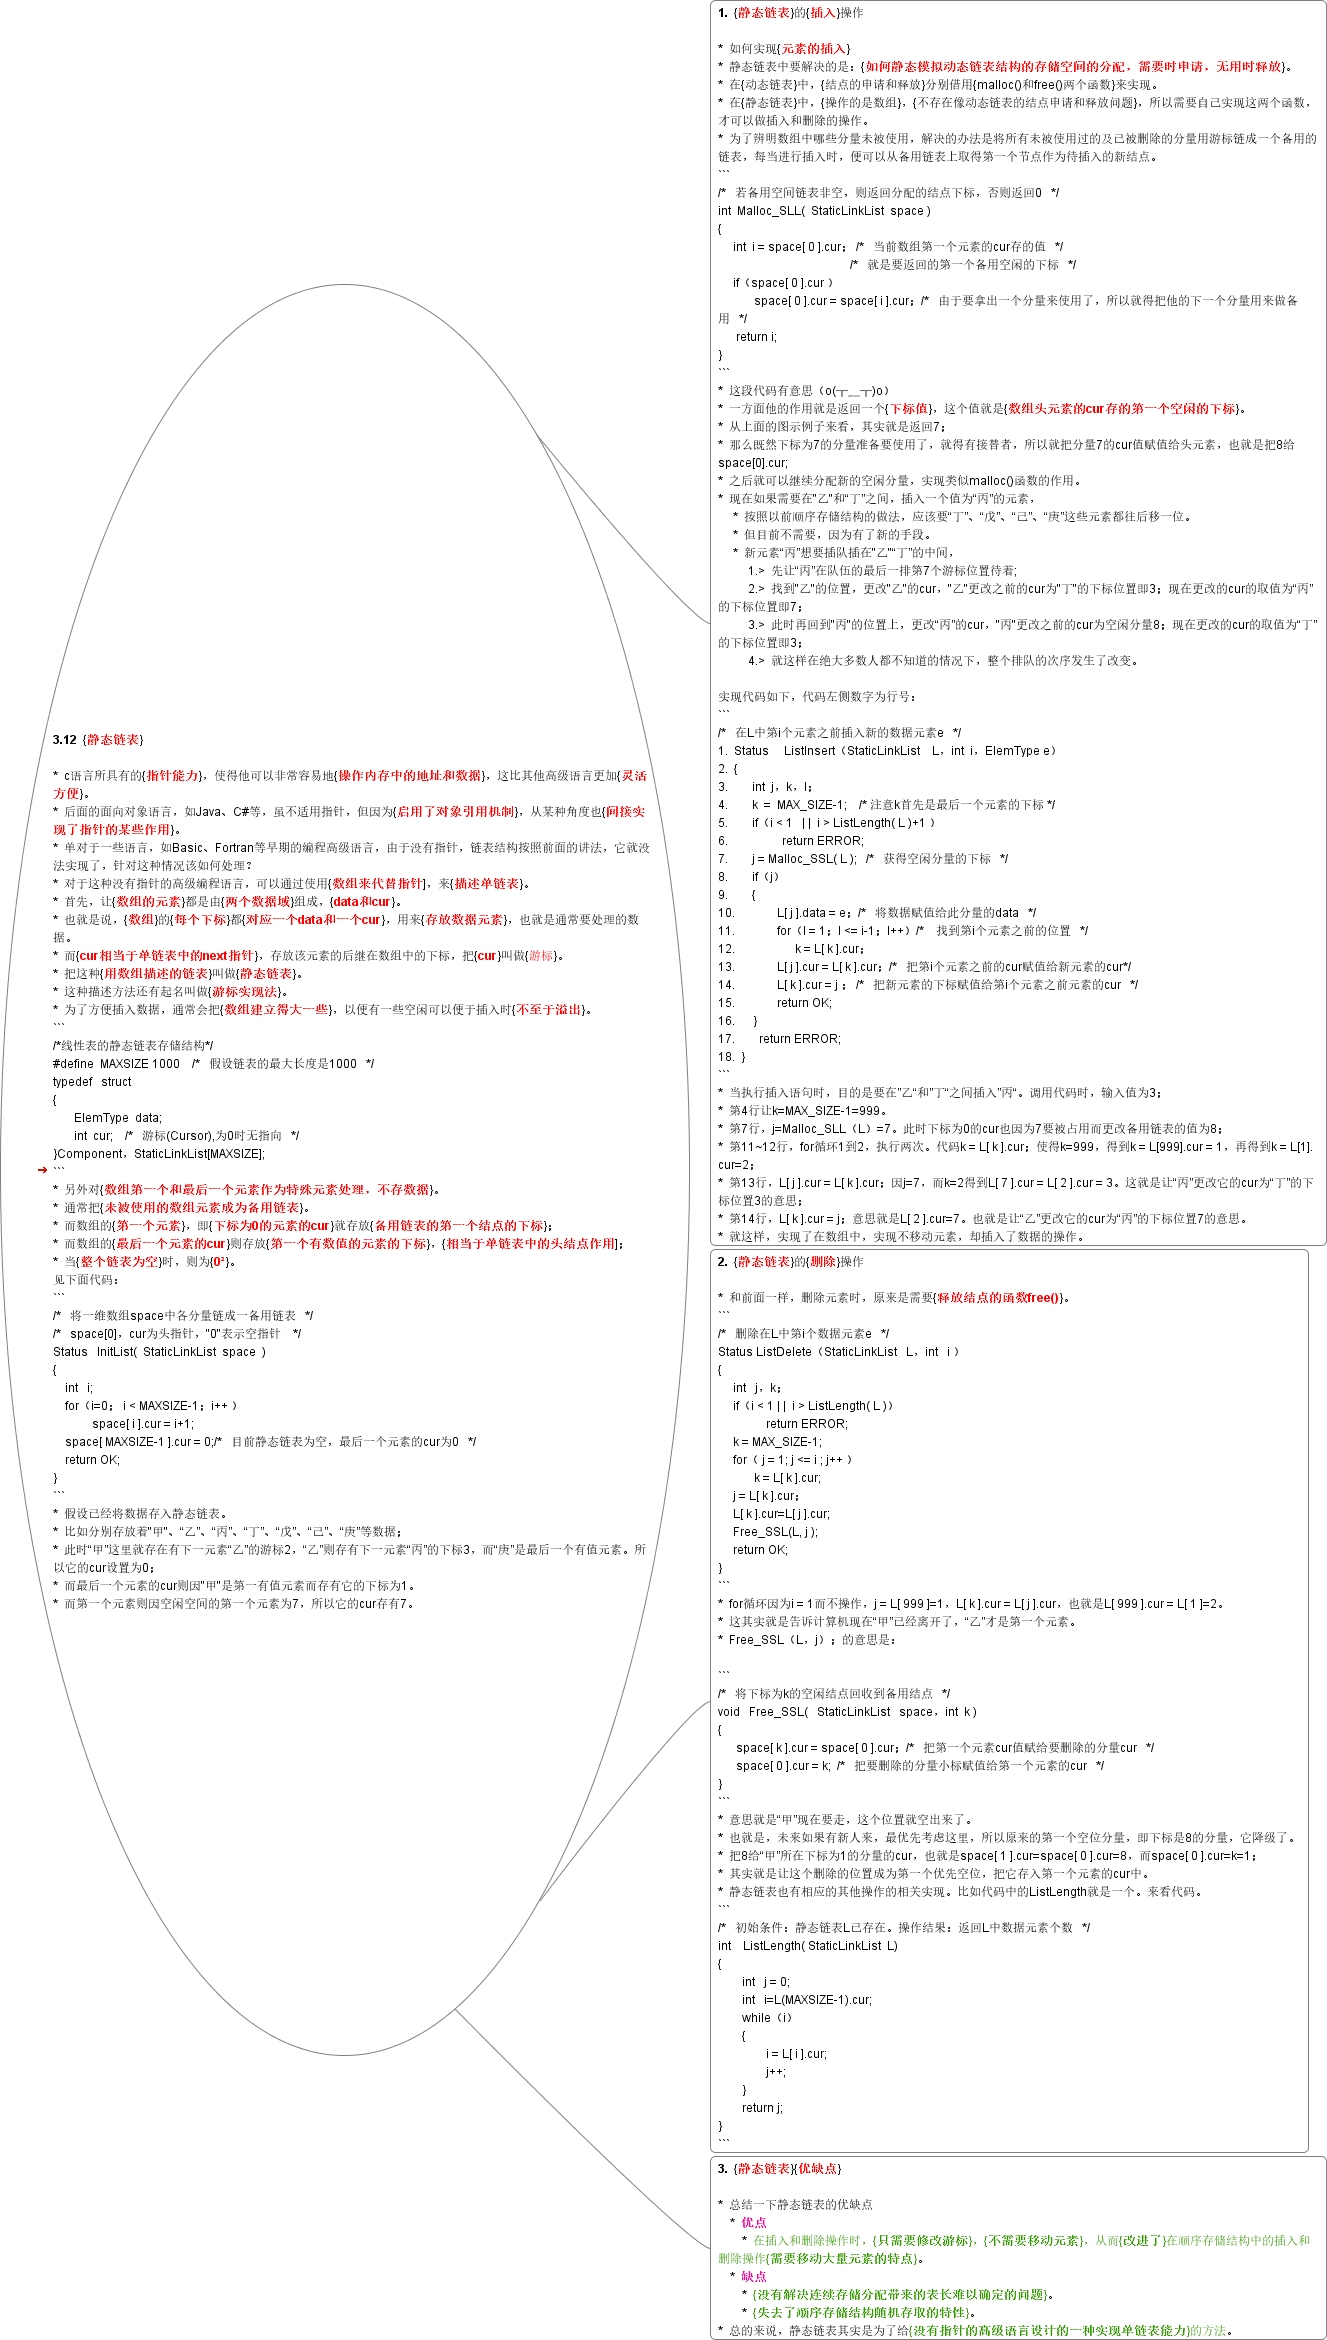 3.12 {静态链表}
* c语言所具有的{指针能力}，使得他可以非常容易地{操作内存中的地址和数据}，这比其他高级语言更加{灵活
方便}。
* 后面的面向对象语言，如Java、C#等，虽不适用指针，但因为{启用了对象引用机制}，从某种角度也{间接实
现了指针的某些作用}。
* 单对于一些语言，如Basic、Fortran等早期的编程高级语言，由于没有指针，链表结构按照前面的讲法，它就没
法实现了，针对这种情况该如何处理？
* 对于这种没有指针的高级编程语言，可以通过使用{数组来代替指针]，来{描述单链表}。
* 首先，让{数组的元素}都是由{两个数据域}组成，{data和cur}。
* 也就是说，{数组}的{每个下标}都{对应一个data和一个cur}，用来{存放数据元素}，也就是通常要处理的数
据。
* 而{cur相当于单链表中的next指针}，存放该元素的后继在数组中的下标，把{cur}叫做{游标}。
* 把这种{用数组描述的链表}叫做{静态链表}。
* 这种描述方法还有起名叫做{游标实现法}。
* 为了方便插入数据，通常会把{数组建立得大一些}，以便有一些空闲可以便于插入时{不至于溢出}。
```
/*线性表的静态链表存储结构*/
#define MAXSIZE 1000 /* 假设链表的最大长度是1000 */
typedef struct
{
ElemType data;
int cur; /* 游标(Cursor),为0时无指向 */
}Component，StaticLinkList[MAXSIZE];
➔ ```
* 另外对{数组第一个和最后一个元素作为特殊元素处理，不存数据}。
* 通常把{未被使用的数组元素成为备用链表}。
* 而数组的{第一个元素}，即{下标为0的元素的cur}就存放{备用链表的第一个结点的下标}；
* 而数组的{最后一个元素的cur}则存放{第一个有数值的元素的下标}，{相当于单链表中的头结点作用]；
* 当{整个链表为空}时，则为{0²}。
见下面代码：
```
/* 将一维数组space中各分量链成一备用链表 */
/* space[0]，cur为头指针，"0"表示空指针 */
Status InitList( StaticLinkList space )
{
int i;
for（i=0； i < MAXSIZE-1；i++ ）
space[ i ].cur = i+1;
space[ MAXSIZE-1 ].cur = 0;/* 目前静态链表为空，最后一个元素的cur为0 */
return OK;
}
```
* 假设已经将数据存入静态链表。
* 比如分别存放着"甲"、“乙”、“丙”、“丁”、“戊”、“己”、“庚”等数据；
* 此时“甲”这里就存在有下一元素“乙”的游标2，“乙”则存有下一元素“丙”的下标3，而“庚”是最后一个有值元素。所
以它的cur设置为0；
* 而最后一个元素的cur则因"甲"是第一有值元素而存有它的下标为1。
* 而第一个元素则因空闲空间的第一个元素为7，所以它的cur存有7。
1. {静态链表}的{插入}操作
* 如何实现{元素的插入}
* 静态链表中要解决的是：{如何静态模拟动态链表结构的存储空间的分配，需要时申请，无用时释放}。
* 在{动态链表}中，{结点的申请和释放}分别借用{malloc()和free()两个函数}来实现。
* 在{静态链表}中，{操作的是数组}，{不存在像动态链表的结点申请和释放问题}，所以需要自己实现这两个函数，
才可以做插入和删除的操作。
* 为了辨明数组中哪些分量未被使用，解决的办法是将所有未被使用过的及已被删除的分量用游标链成一个备用的
链表，每当进行插入时，便可以从备用链表上取得第一个节点作为待插入的新结点。
```
/* 若备用空间链表非空，则返回分配的结点下标，否则返回0 */
int Malloc_SLL( StaticLinkList space )
{
int i = space[ 0 ].cur； /* 当前数组第一个元素的cur存的值 */
/* 就是要返回的第一个备用空闲的下标 */
if（space[ 0 ].cur ）
space[ 0 ].cur = space[ i ].cur；/* 由于要拿出一个分量来使用了，所以就得把他的下一个分量用来做备
用 */
return i;
}
```
* 这段代码有意思（o(╥﹏╥)o）
* 一方面他的作用就是返回一个{下标值}，这个值就是{数组头元素的cur存的第一个空闲的下标}。
* 从上面的图示例子来看，其实就是返回7；
* 那么既然下标为7的分量准备要使用了，就得有接替者，所以就把分量7的cur值赋值给头元素，也就是把8给
space[0].cur;
* 之后就可以继续分配新的空闲分量，实现类似malloc()函数的作用。
* 现在如果需要在"乙"和“丁”之间，插入一个值为“丙”的元素，
* 按照以前顺序存储结构的做法，应该要“丁”、“戊”、“己”、“庚”这些元素都往后移一位。
* 但目前不需要，因为有了新的手段。
* 新元素“丙”想要插队插在"乙"“丁”的中间，
1.> 先让“丙”在队伍的最后一排第7个游标位置待着;
2.> 找到"乙"的位置，更改"乙"的cur，"乙"更改之前的cur为"丁"的下标位置即3；现在更改的cur的取值为“丙”
的下标位置即7；
3.> 此时再回到"丙"的位置上，更改“丙”的cur，"丙"更改之前的cur为空闲分量8；现在更改的cur的取值为“丁”
的下标位置即3；
4.> 就这样在绝大多数人都不知道的情况下，整个排队的次序发生了改变。
实现代码如下，代码左侧数字为行号：
```
/* 在L中第i个元素之前插入新的数据元素e */
1. Status ListInsert（StaticLinkList L，int i，ElemType e）
2. {
3. int j，k，l；
4. k = MAX_SIZE-1; /* 注意k首先是最后一个元素的下标 */
5. if（i < 1 | | i > ListLength( L )+1 ）
6. return ERROR;
7. j = Malloc_SSL( L ); /* 获得空闲分量的下标 */
8. if（j）
9. {
10. L[ j ].data = e；/* 将数据赋值给此分量的data */
11. for（l = 1；l <= i-1；l++）/* 找到第i个元素之前的位置 */
12. k = L[ k ].cur；
13. L[ j ].cur = L[ k ].cur；/* 把第i个元素之前的cur赋值给新元素的cur*/
14. L[ k ].cur = j ；/* 把新元素的下标赋值给第i个元素之前元素的cur */
15. return OK;
16. }
17. return ERROR;
18. }
```
* 当执行插入语句时，目的是要在"乙“和”丁“之间插入”丙“。调用代码时，输入值为3；
* 第4行让k=MAX_SIZE-1=999。
* 第7行，j=Malloc_SLL（L）=7。此时下标为0的cur也因为7要被占用而更改备用链表的值为8；
* 第11~12行，for循环1到2，执行两次。代码k = L[ k ].cur；使得k=999，得到k = L[999].cur = 1，再得到k = L[1].
cur=2；
* 第13行，L[ j ].cur = L[ k ].cur；因j=7，而k=2得到L[ 7 ].cur = L[ 2 ].cur = 3。这就是让“丙”更改它的cur为“丁”的下
标位置3的意思；
* 第14行，L[ k ].cur = j；意思就是L[ 2 ].cur=7。也就是让“乙”更改它的cur为“丙”的下标位置7的意思。
* 就这样，实现了在数组中，实现不移动元素，却插入了数据的操作。
2. {静态链表}的{删除}操作
* 和前面一样，删除元素时，原来是需要{释放结点的函数free()}。
```
/* 删除在L中第i个数据元素e */
Status ListDelete（StaticLinkList L，int i ）
{
int j，k；
if（i < 1 | | i > ListLength( L )）
return ERROR;
k = MAX_SIZE-1;
for（ j = 1; j <= i ; j++ ）
k = L[ k ].cur;
j = L[ k ].cur；
L[ k ].cur=L[ j ].cur;
Free_SSL(L, j );
return OK;
}
```
* for循环因为i = 1而不操作，j = L[ 999 ]=1，L[ k ].cur = L[ j ].cur，也就是L[ 999 ].cur = L[ 1 ]=2。
* 这其实就是告诉计算机现在“甲”已经离开了，“乙”才是第一个元素。
* Free_SSL（L，j）；的意思是：
```
/* 将下标为k的空闲结点回收到备用结点 */
void Free_SSL( StaticLinkList space，int k )
{
space[ k ].cur = space[ 0 ].cur；/* 把第一个元素cur值赋给要删除的分量cur */
space[ 0 ].cur = k; /* 把要删除的分量小标赋值给第一个元素的cur */
}
```
* 意思就是“甲”现在要走，这个位置就空出来了。
* 也就是，未来如果有新人来，最优先考虑这里，所以原来的第一个空位分量，即下标是8的分量，它降级了。
* 把8给“甲”所在下标为1的分量的cur，也就是space[ 1 ].cur=space[ 0 ].cur=8，而space[ 0 ].cur=k=1；
* 其实就是让这个删除的位置成为第一个优先空位，把它存入第一个元素的cur中。
* 静态链表也有相应的其他操作的相关实现。比如代码中的ListLength就是一个。来看代码。
```
/* 初始条件：静态链表L已存在。操作结果：返回L中数据元素个数 */
int ListLength( StaticLinkList L)
{
int j = 0;
int i=L(MAXSIZE-1).cur;
while（i）
{
i = L[ i ].cur;
j++;
}
return j;
}
```
3. {静态链表}{优缺点}
* 总结一下静态链表的优缺点
* 优点
* 在插入和删除操作时，{只需要修改游标}，{不需要移动元素}，从而{改进了}在顺序存储结构中的插入和
删除操作{需要移动大量元素的特点}。
* 缺点
* {没有解决连续存储分配带来的表长难以确定的问题}。
* {失去了顺序存储结构随机存取的特性}。
* 总的来说，静态链表其实是为了给{没有指针的高级语言设计的一种实现单链表能力}的方法。